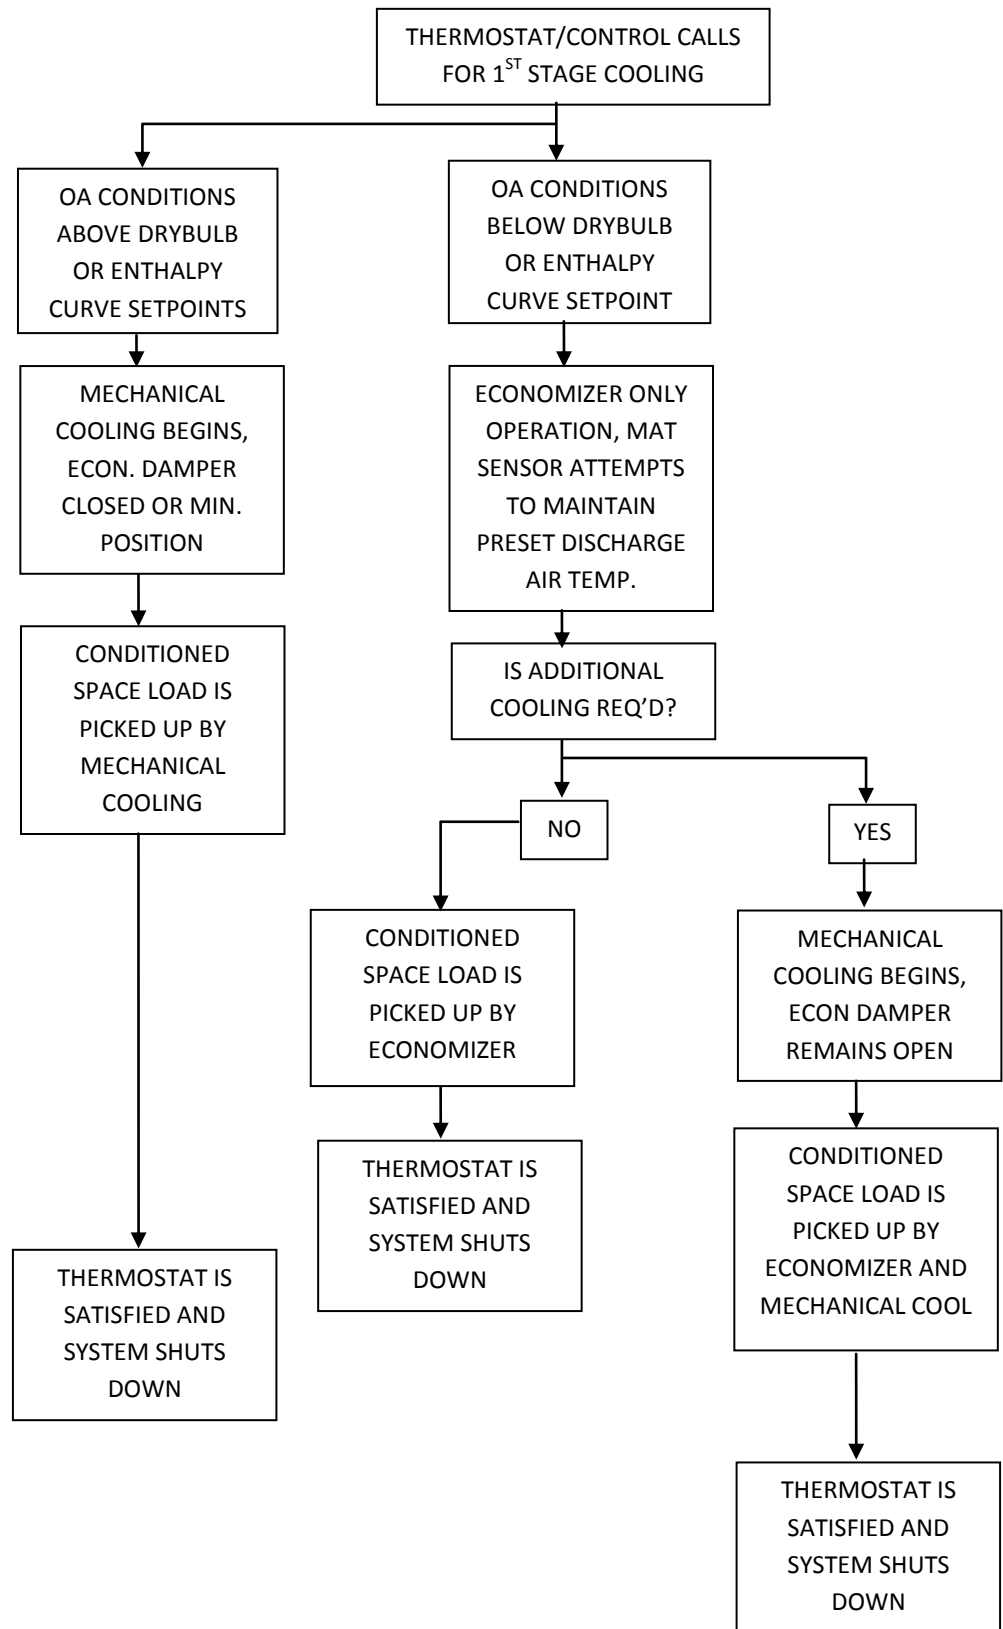 THERMOSTAT/CONTROL CALLS
FOR 1ST STAGE COOLING
OA CONDITIONS
ABOVE DRYBULB
OR ENTHALPY
CURVE SETPOINTS
OA CONDITIONS
BELOW DRYBULB
OR ENTHALPY
CURVE SETPOINT
MECHANICAL
COOLING BEGINS,
ECON. DAMPER
CLOSED OR MIN.
POSITION
ECONOMIZER ONLY
OPERATION, MAT
SENSOR ATTEMPTS
TO MAINTAIN
PRESET DISCHARGE
AIR TEMP.
CONDITIONED
SPACE LOAD IS
PICKED UP BY
MECHANICAL
COOLING
IS ADDITIONAL
COOLING REQ’D?
NO
YES
CONDITIONED
SPACE LOAD IS
PICKED UP BY
ECONOMIZER
MECHANICAL
COOLING BEGINS,
ECON DAMPER
REMAINS OPEN
THERMOSTAT IS
SATISFIED AND
SYSTEM SHUTS
DOWN
CONDITIONED
SPACE LOAD IS
PICKED UP BY
ECONOMIZER AND
MECHANICAL COOL
THERMOSTAT IS
SATISFIED AND
SYSTEM SHUTS
DOWN
THERMOSTAT IS
SATISFIED AND
SYSTEM SHUTS
DOWN